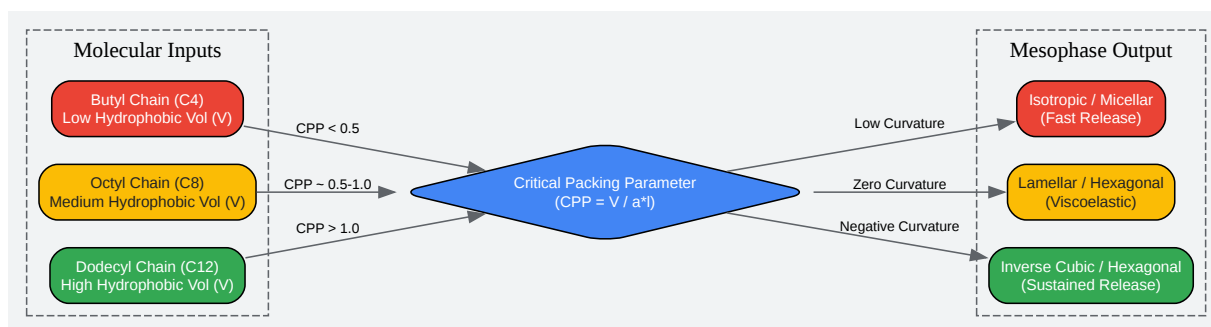 Molecular Inputs
Butyl Chain (C4)
Low Hydrophobic Vol (V)
Octyl Chain (C8)
Medium Hydrophobic Vol (V)
Dodecyl Chain (C12)
High Hydrophobic Vol (V)
CPP < 0.5
CPP ~ 0.5-1.0
CPP > 1.0
Critical Packing Parameter
(CPP = V / a*l)
Low Curvature
Zero Curvature
Negative Curvature
Mesophase Output
Isotropic / Micellar
(Fast Release)
Lamellar / Hexagonal
(Viscoelastic)
Inverse Cubic / Hexagonal
(Sustained Release)